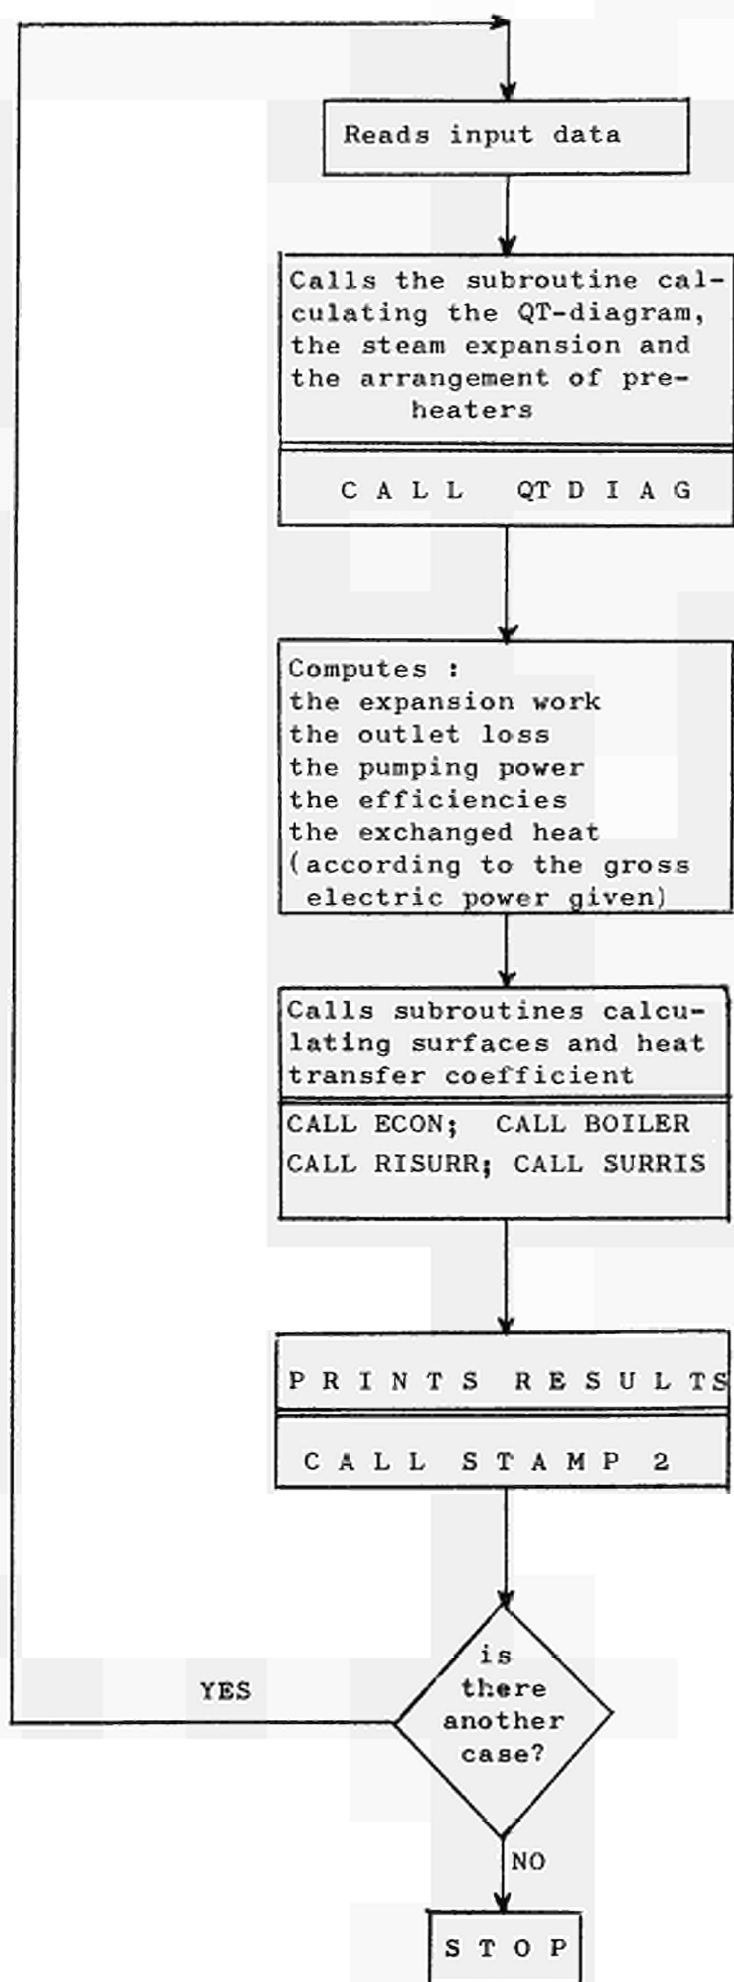 Reads input data
Calls the subroutine cal-
culating the QT-diagram,
the steam expansion and
the arrangement of pre-
heaters
C A L L QT D I A G
Computes :
the expansion work
the outlet loss
the pumping power
the efficiencies
the exchanged heat
(according to the gross
electric power given)
Calls subroutines calcu-
lating surfaces and heat
transfer coefficient
CALL ECON; CALL BOILER
CALL RISURR; CALL SURRIS
P R I N T S R E S U L T S
C A L L S T A M P 2
is
there
another
case?
YES
NO
S T O P